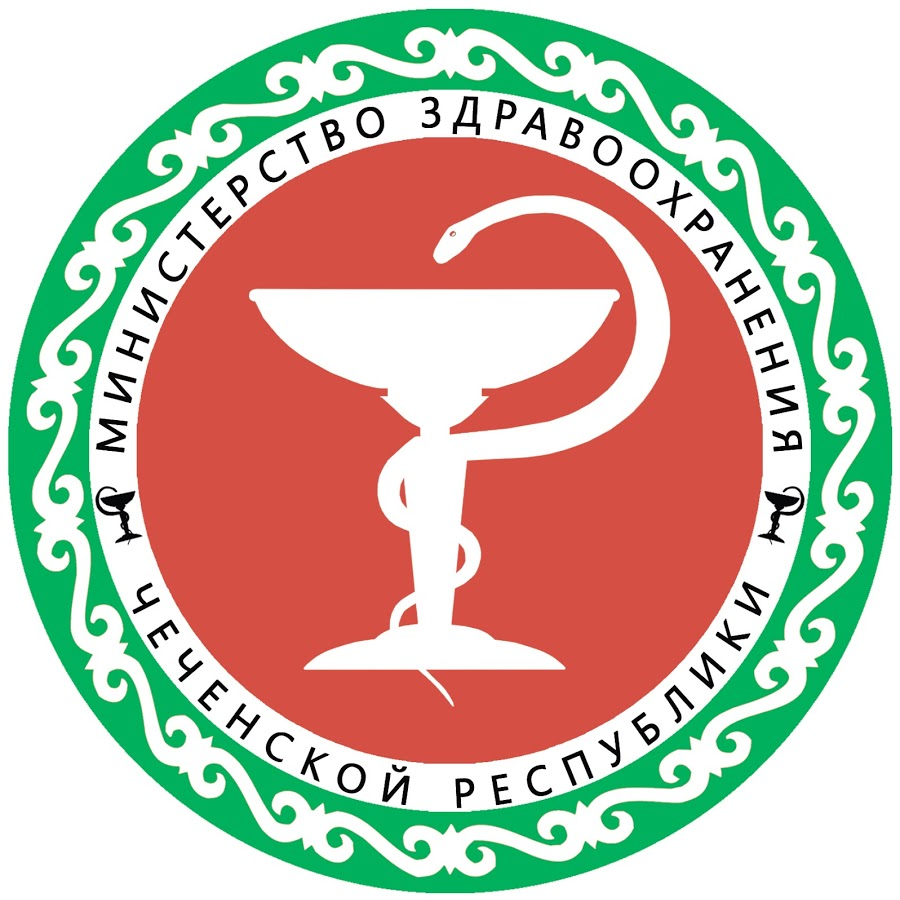 МИНИСТЕРСТВО ЗДРАВООХРАНЕНИЯ
ЧЕЧЕНСКОЙ РЕСПУБЛИКИ